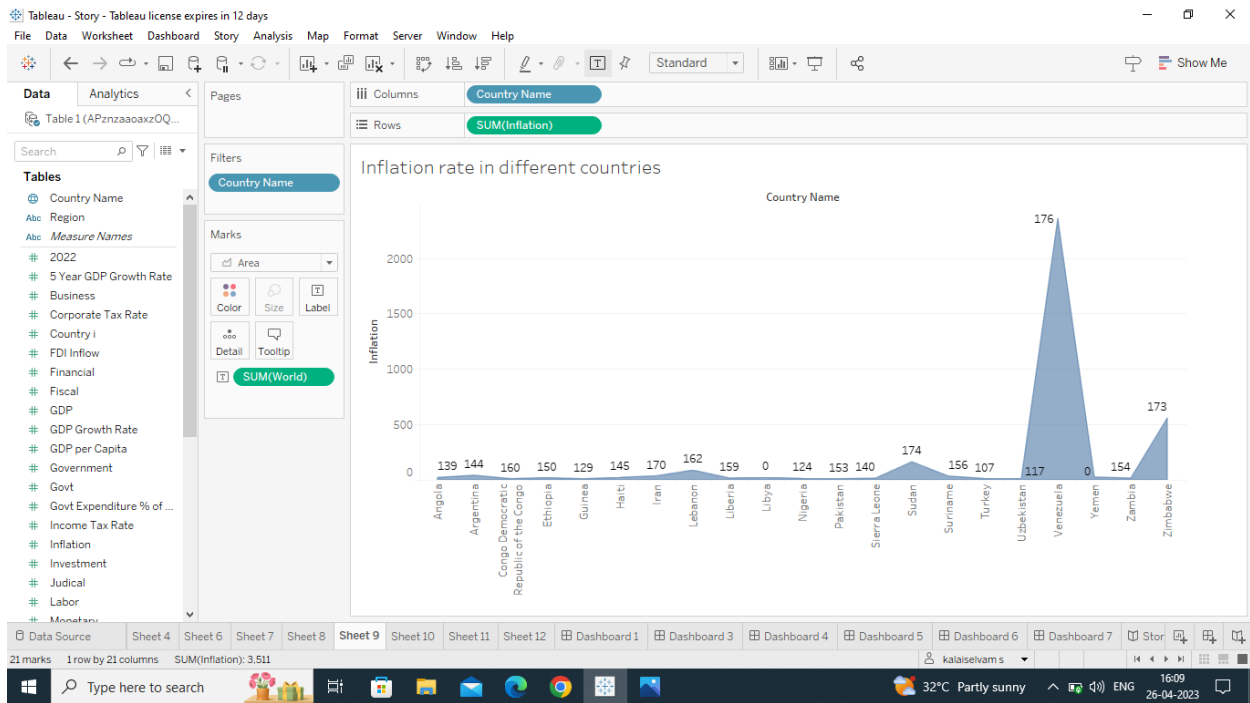 Tableau - Story - Tableau license expires in 12 days
File Data Worksheet Dashboard Story Analysis Map Format Server Window Help
Standard
Show Me
Data Analytics
Table 1 (APznzaaoaxzOQ...
Search
Tables
Country Name
Abc Region
Abc Measure Names
# 2022
# 5 Year GDP Growth Rate
# Business
# Corporate Tax Rate
# Country i
# FDI Inflow
# Financial
# Fiscal
# GDP
# GDP Growth Rate
# GDP per Capita
# Government
# Govt
# Govt Expenditure % of ...
# Income Tax Rate
# Inflation
# Investment
# Judical
# Labor
# Monetary
Pages
Filters
Country Name
Marks
Area
Color Size Label
Detail Tooltip
SUM(World)
Columns Country Name
Rows SUM(Inflation)
Inflation rate in different countries
Country Name
Inflation
2000
1500
1000
500
0
139 144 160 150 129 145 170 162 159 0 124 153 140 174 156 107 117 176 0 154 173
Angola
Argentina
Congo Democratic
Republic of the Congo
Ethiopia
Guinea
Haiti
Iran
Lebanon
Liberia
Libya
Nigeria
Pakistan
Sierra Leone
Sudan
Suriname
Turkey
Uzbekistan
Venezuela
Yemen
Zambia
Zimbabwe
Data Source Sheet 4 Sheet 6 Sheet 7 Sheet 8 Sheet 9 Sheet 10 Sheet 11 Sheet 12 Dashboard 1 Dashboard 3 Dashboard 4 Dashboard 5 Dashboard 6 Dashboard 7 Stor
21 marks 1 row by 21 columns SUM(Inflation): 3,511
kalaiselvam s
Type here to search
32°C Partly sunny
ENG
16:09
26-04-2023